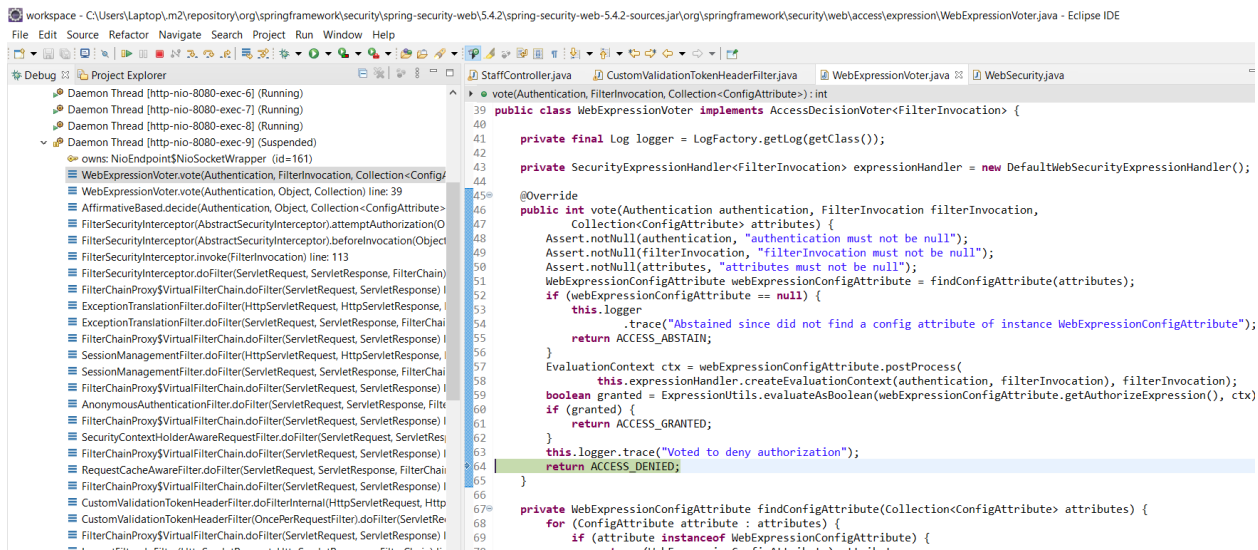 workspace - C:\Users\Laptop\.m2\repository\org\springframework\security\spring-security-web\5.4.2\spring-security-web-5.4.2-sources.jar\org\springframework\security\web\access\expression\WebExpressionVoter.java - Eclipse IDE
File Edit Source Refactor Navigate Search Project Run Window Help
Debug Project Explorer
Daemon Thread [http-nio-8080-exec-6] (Running)
Daemon Thread [http-nio-8080-exec-7] (Running)
Daemon Thread [http-nio-8080-exec-8] (Running)
Daemon Thread [http-nio-8080-exec-9] (Suspended)
owns: NioEndpoint$NioSocketWrapper (id=161)
WebExpressionVoter.vote(Authentication, FilterInvocation, Collection<ConfigA
WebExpressionVoter.vote(Authentication, Object, Collection) line: 39
AffirmativeBased.decide(Authentication, Object, Collection<ConfigAttribute>
FilterSecurityInterceptor(AbstractSecurityInterceptor).attemptAuthorization(O
FilterSecurityInterceptor(AbstractSecurityInterceptor).beforeInvocation(Object
FilterSecurityInterceptor.invoke(FilterInvocation) line: 113
FilterSecurityInterceptor.doFilter(ServletRequest, ServletResponse, FilterChain)
FilterChainProxy$VirtualFilterChain.doFilter(ServletRequest, ServletResponse) l
ExceptionTranslationFilter.doFilter(HttpServletRequest, HttpServletResponse,
ExceptionTranslationFilter.doFilter(ServletRequest, ServletResponse, FilterChai
FilterChainProxy$VirtualFilterChain.doFilter(ServletRequest, ServletResponse) l
SessionManagementFilter.doFilter(HttpServletRequest, HttpServletResponse,
SessionManagementFilter.doFilter(ServletRequest, ServletResponse, FilterChai
FilterChainProxy$VirtualFilterChain.doFilter(ServletRequest, ServletResponse) l
AnonymousAuthenticationFilter.doFilter(ServletRequest, ServletResponse, Filte
FilterChainProxy$VirtualFilterChain.doFilter(ServletRequest, ServletResponse) l
SecurityContextHolderAwareRequestFilter.doFilter(ServletRequest, ServletRes
FilterChainProxy$VirtualFilterChain.doFilter(ServletRequest, ServletResponse) l
RequestCacheAwareFilter.doFilter(ServletRequest, ServletResponse, FilterChai
FilterChainProxy$VirtualFilterChain.doFilter(ServletRequest, ServletResponse) l
CustomValidationTokenHeaderFilter.doFilterInternal(HttpServletRequest, Http
CustomValidationTokenHeaderFilter(OncePerRequestFilter).doFilter(ServletRe
FilterChainProxy$VirtualFilterChain.doFilter(ServletRequest, ServletResponse) l
StaffController.java CustomValidationTokenHeaderFilter.java WebExpressionVoter.java WebSecurity.java
vote(Authentication, FilterInvocation, Collection<ConfigAttribute>) : int
39 public class WebExpressionVoter implements AccessDecisionVoter<FilterInvocation> {
40
41 private final Log logger = LogFactory.getLog(getClass());
42
43 private SecurityExpressionHandler<FilterInvocation> expressionHandler = new DefaultWebSecurityExpressionHandler();
44
45 @Override
46 public int vote(Authentication authentication, FilterInvocation filterInvocation,
47 Collection<ConfigAttribute> attributes) {
48 Assert.notNull(authentication, "authentication must not be null");
49 Assert.notNull(filterInvocation, "filterInvocation must not be null");
50 Assert.notNull(attributes, "attributes must not be null");
51 WebExpressionConfigAttribute webExpressionConfigAttribute = findConfigAttribute(attributes);
52 if (webExpressionConfigAttribute == null) {
53 this.logger
54 .trace("Abstained since did not find a config attribute of instance WebExpressionConfigAttribute");
55 return ACCESS_ABSTAIN;
56 }
57 EvaluationContext ctx = webExpressionConfigAttribute.postProcess(
58 this.expressionHandler.createEvaluationContext(authentication, filterInvocation), filterInvocation);
59 boolean granted = ExpressionUtils.evaluateAsBoolean(webExpressionConfigAttribute.getAuthorizeExpression(), ctx)
60 if (granted) {
61 return ACCESS_GRANTED;
62 }
63 this.logger.trace("Voted to deny authorization");
64 return ACCESS_DENIED;
65 }
66
67 private WebExpressionConfigAttribute findConfigAttribute(Collection<ConfigAttribute> attributes) {
68 for (ConfigAttribute attribute : attributes) {
69 if (attribute instanceof WebExpressionConfigAttribute) {